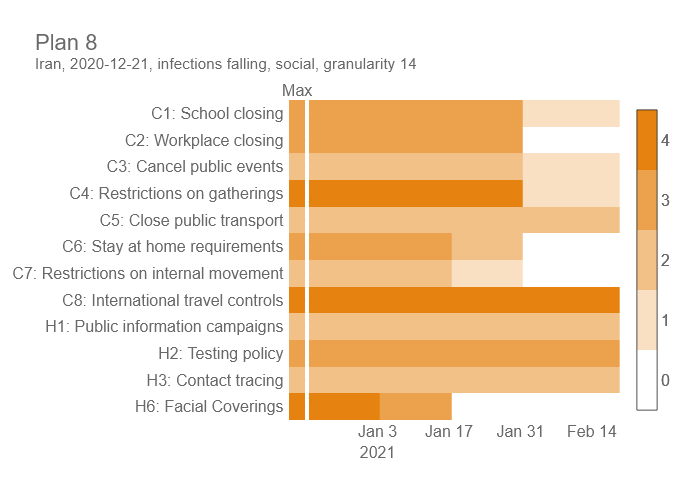 Plan 8
Iran, 2020-12-21, infections falling, social, granularity 14
Max
C1: School closing
C2: Workplace closing
C3: Cancel public events
C4: Restrictions on gatherings
C5: Close public transport
C6: Stay at home requirements
C7: Restrictions on internal movement
C8: International travel controls
H1: Public information campaigns
H2: Testing policy
H3: Contact tracing
H6: Facial Coverings
Jan 3 Jan 17 Jan 31 Feb 14
2021
4
3
2
1
0